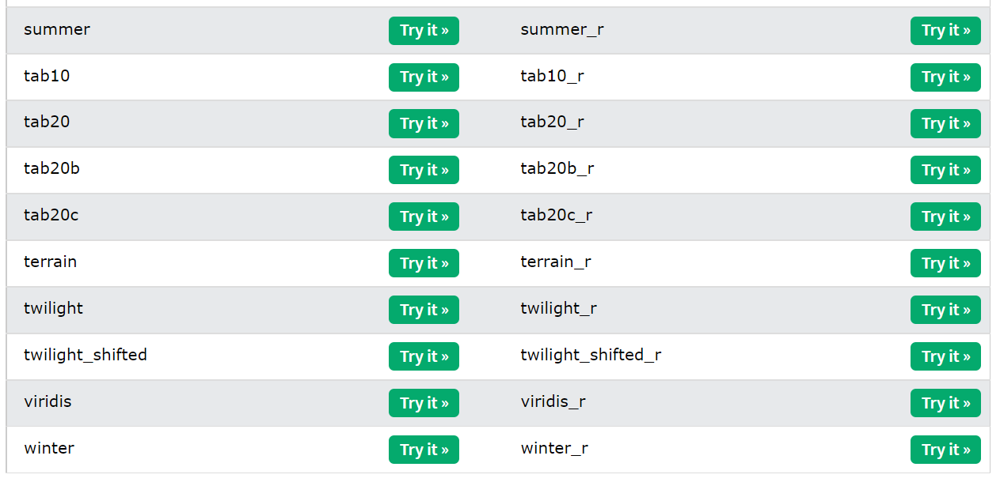 summer Try it » summer_r Try it »
tab10 Try it » tab10_r Try it »
tab20 Try it » tab20_r Try it »
tab20b Try it » tab20b_r Try it »
tab20c Try it » tab20c_r Try it »
terrain Try it » terrain_r Try it »
twilight Try it » twilight_r Try it »
twilight_shifted Try it » twilight_shifted_r Try it »
viridis Try it » viridis_r Try it »
winter Try it » winter_r Try it »